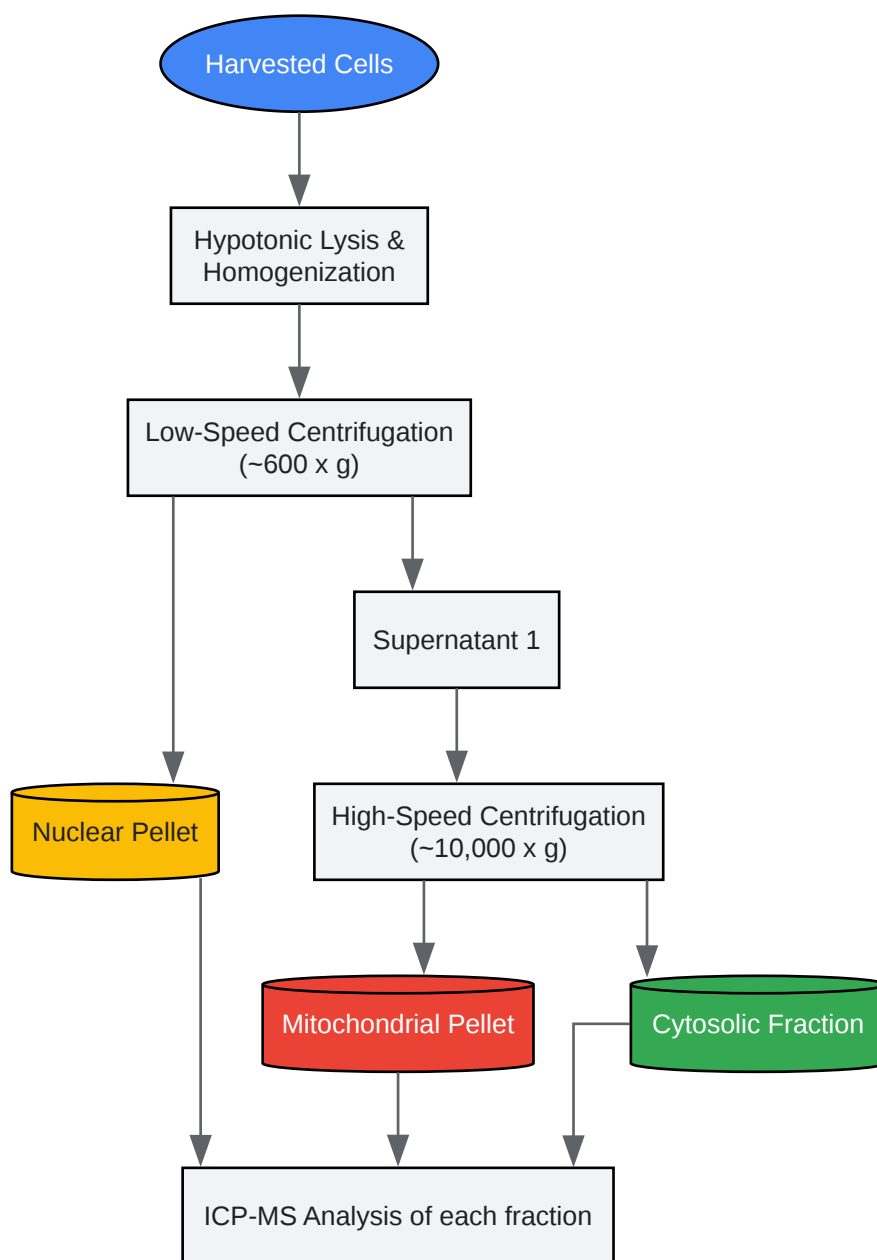 Harvested Cells
Hypotonic Lysis &
Homogenization
Low-Speed Centrifugation
(~600 x g)
Supernatant 1
Nuclear Pellet
High-Speed Centrifugation
(~10,000 x g)
Mitochondrial Pellet
Cytosolic Fraction
ICP-MS Analysis of each fraction